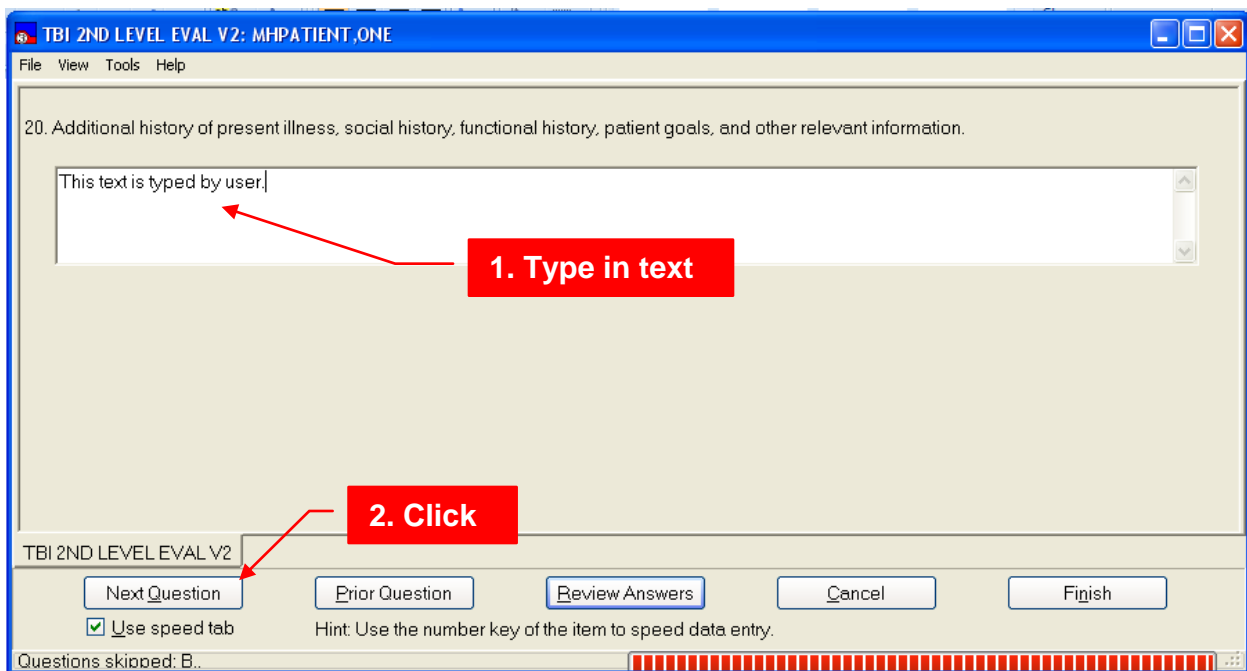 TBI 2ND LEVEL EVAL V2: MHPATIENT,ONE
File View Tools Help
20. Additional history of present illness, social history, functional history, patient goals, and other relevant information.
This text is typed by user.
1. Type in text
2. Click
TBI 2ND LEVEL EVAL V2
Next Question Prior Question Review Answers Cancel Finish
Use speed tab Hint: Use the number key of the item to speed data entry.
Questions skipped: B..